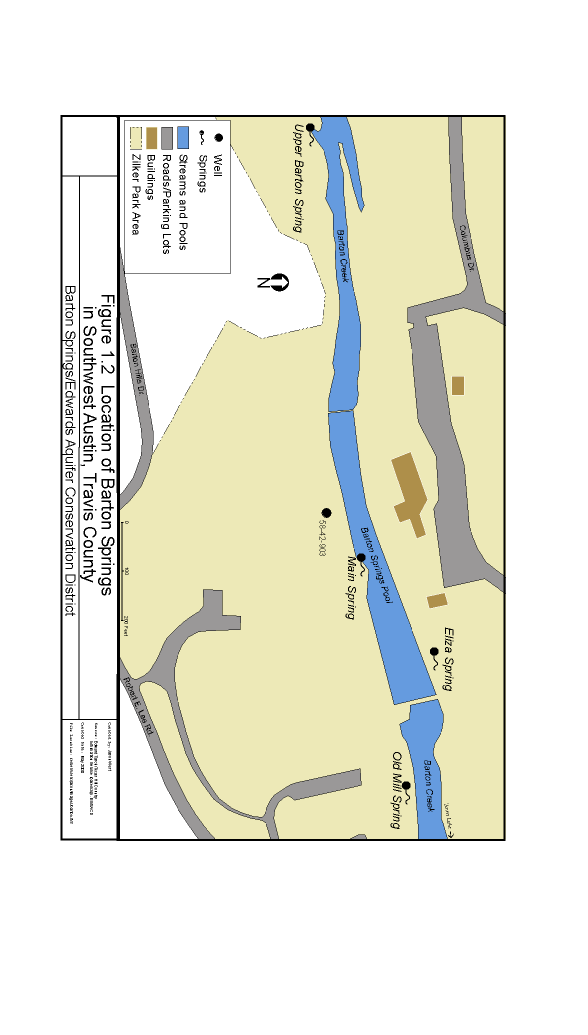 Columbus Dr.
Upper Barton Spring
Barton Creek
Barton Springs Pool
Main Spring
58-42-903
Eliza Spring
Old Mill Spring
Barton Creek
Town Lake
Barton Hills Dr.
Robert E. Lee Rd
N
Well
Springs
Streams and Pools
Roads/Parking Lots
Buildings
Zilker Park Area
0 100 200 Feet
Figure 1.2 Location of Barton Springs
in Southwest Austin, Travis County
Barton Springs/Edwards Aquifer Conservation District